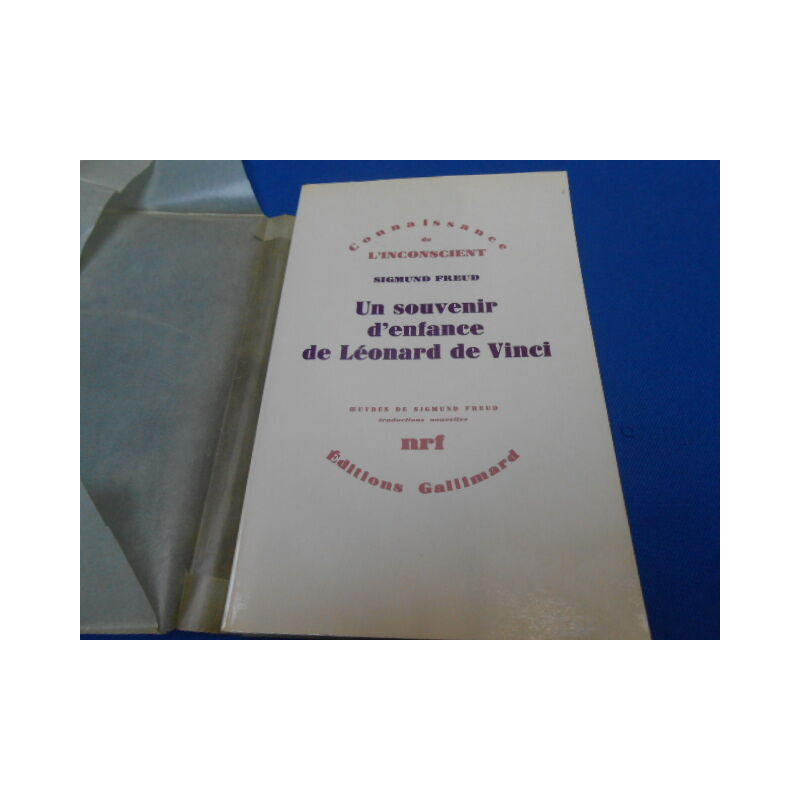 Connaissance
de
L'INCONSCIENT
SIGMUND FREUD
Un souvenir
d'enfance
de Léonard de Vinci
ŒUVRES DE SIGMUND FREUD
traductions nouvelles
nrf
Éditions Gallimard